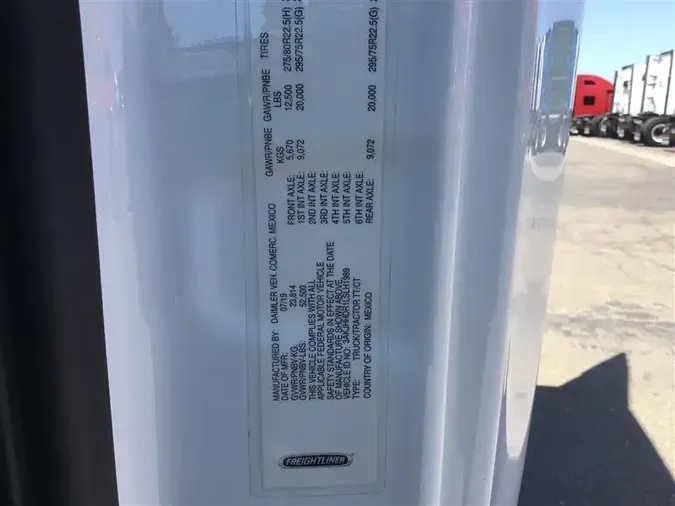 MANUFACTURED BY: DAIMLER VEH. COMERC. MEXICO
DATE OF MFR: 07/19
GVWR/PNBV-KG: 23,814
GVWR/PNBV-LBS: 52,500
THIS VEHICLE COMPLIES WITH ALL
APPLICABLE FEDERAL MOTOR VEHICLE
SAFETY STANDARDS IN EFFECT AT THE DATE
OF MANUFACTURE SHOWN ABOVE.
VEHICLE ID NO.: 3AKJHHDR1LSLH1989
TYPE: TRUCK/TRACTOR TT/CT
COUNTRY OF ORIGIN: MEXICO
GAWR/PNBE GAWR/PNBE TIRES
KGS LBS
FRONT AXLE: 5,670 12,500 275/80R22.5(H)
1ST INT AXLE: 9,072 20,000 295/75R22.5(G)
2ND INT AXLE:
3RD INT AXLE:
4TH INT AXLE:
5TH INT AXLE:
6TH INT AXLE:
REAR AXLE: 9,072 20,000 295/75R22.5(G)
FREIGHTLINER